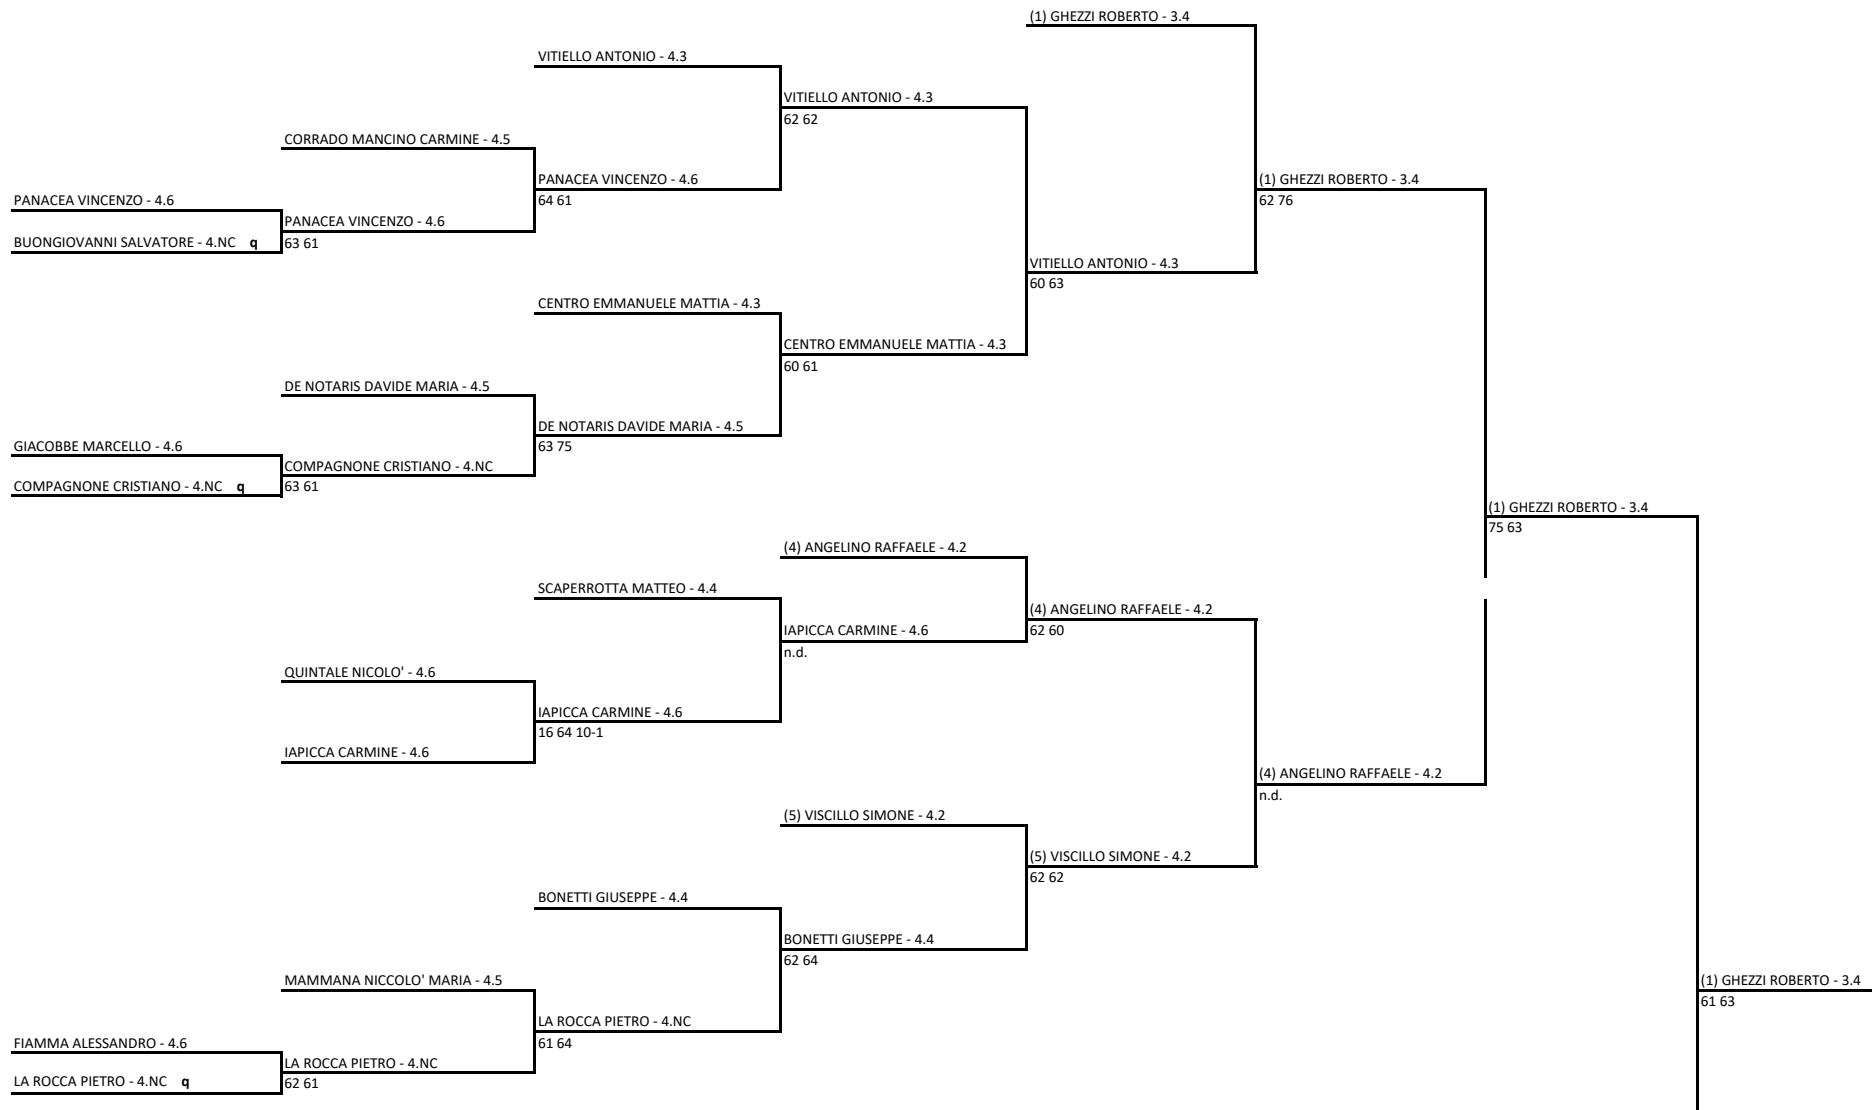 (1) GHEZZI ROBERTO - 3.4
VITIELLO ANTONIO - 4.3
VITIELLO ANTONIO - 4.3
62 62
CORRADO MANCINO CARMINE - 4.5
PANACEA VINCENZO - 4.6
64 61
(1) GHEZZI ROBERTO - 3.4
62 76
PANACEA VINCENZO - 4.6
PANACEA VINCENZO - 4.6
BUONGIOVANNI SALVATORE - 4.NC q
63 61
VITIELLO ANTONIO - 4.3
60 63
CENTRO EMMANUELE MATTIA - 4.3
CENTRO EMMANUELE MATTIA - 4.3
60 61
DE NOTARIS DAVIDE MARIA - 4.5
DE NOTARIS DAVIDE MARIA - 4.5
63 75
GIACOBBE MARCELLO - 4.6
COMPAGNONE CRISTIANO - 4.NC
COMPAGNONE CRISTIANO - 4.NC q
63 61
(1) GHEZZI ROBERTO - 3.4
75 63
(4) ANGELINO RAFFAELE - 4.2
SCAPERROTTA MATTEO - 4.4
(4) ANGELINO RAFFAELE - 4.2
62 60
IAPICCA CARMINE - 4.6
n.d.
QUINTALE NICOLO' - 4.6
IAPICCA CARMINE - 4.6
16 64 10-1
IAPICCA CARMINE - 4.6
(4) ANGELINO RAFFAELE - 4.2
n.d.
(5) VISCILLO SIMONE - 4.2
(5) VISCILLO SIMONE - 4.2
62 62
BONETTI GIUSEPPE - 4.4
BONETTI GIUSEPPE - 4.4
62 64
MAMMANA NICCOLO' MARIA - 4.5
(1) GHEZZI ROBERTO - 3.4
61 63
LA ROCCA PIETRO - 4.NC
61 64
FIAMMA ALESSANDRO - 4.6
LA ROCCA PIETRO - 4.NC
LA ROCCA PIETRO - 4.NC q
62 61